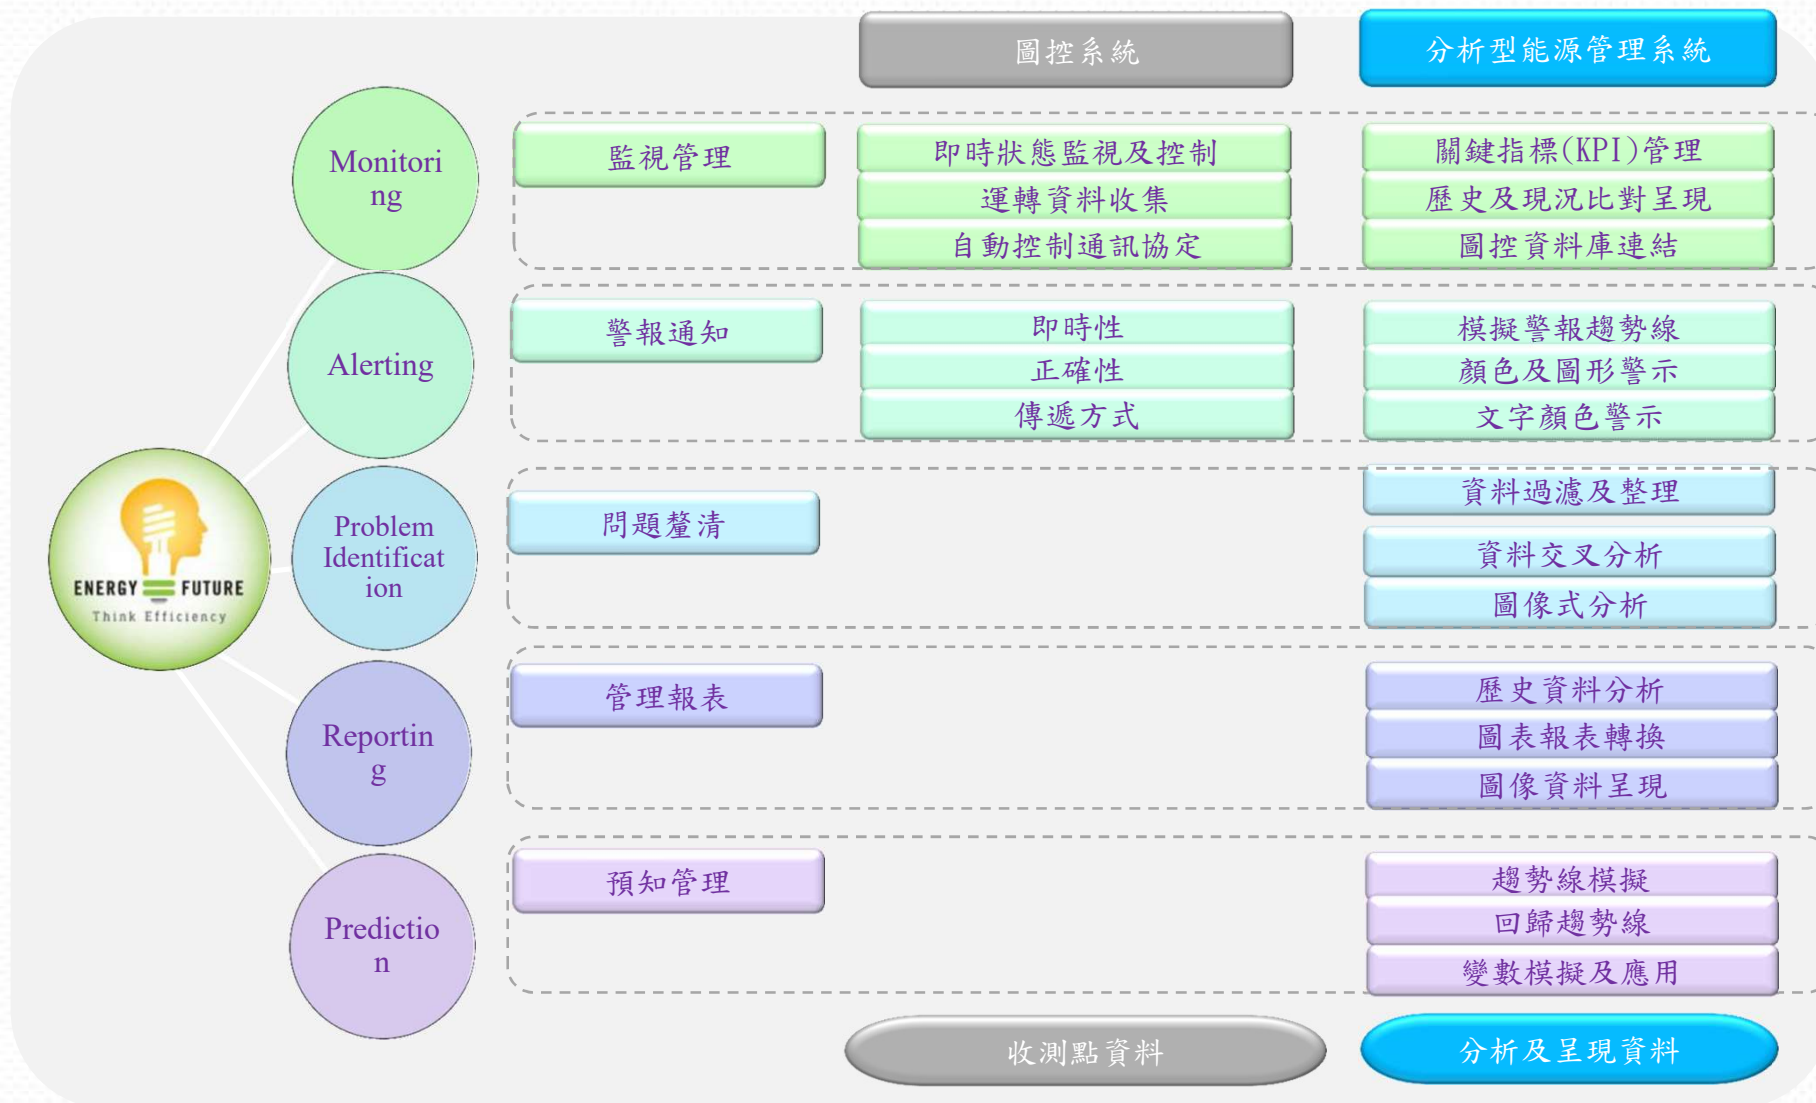 圖控系統
分析型能源管理系統
Monitori
ng
監視管理
即時狀態監視及控制
運轉資料收集
自動控制通訊協定
關鍵指標(KPI)管理
歷史及現況比對呈現
圖控資料庫連結
Alerting
警報通知
即時性
正確性
傳遞方式
模擬警報趨勢線
顏色及圖形警示
文字顏色警示
ENERGY FUTURE
Think Efficiency
Problem
Identificat
ion
問題釐清
資料過濾及整理
資料交叉分析
圖像式分析
Reportin
g
管理報表
歷史資料分析
圖表報表轉換
圖像資料呈現
Predictio
n
預知管理
趨勢線模擬
回歸趨勢線
變數模擬及應用
收測點資料
分析及呈現資料